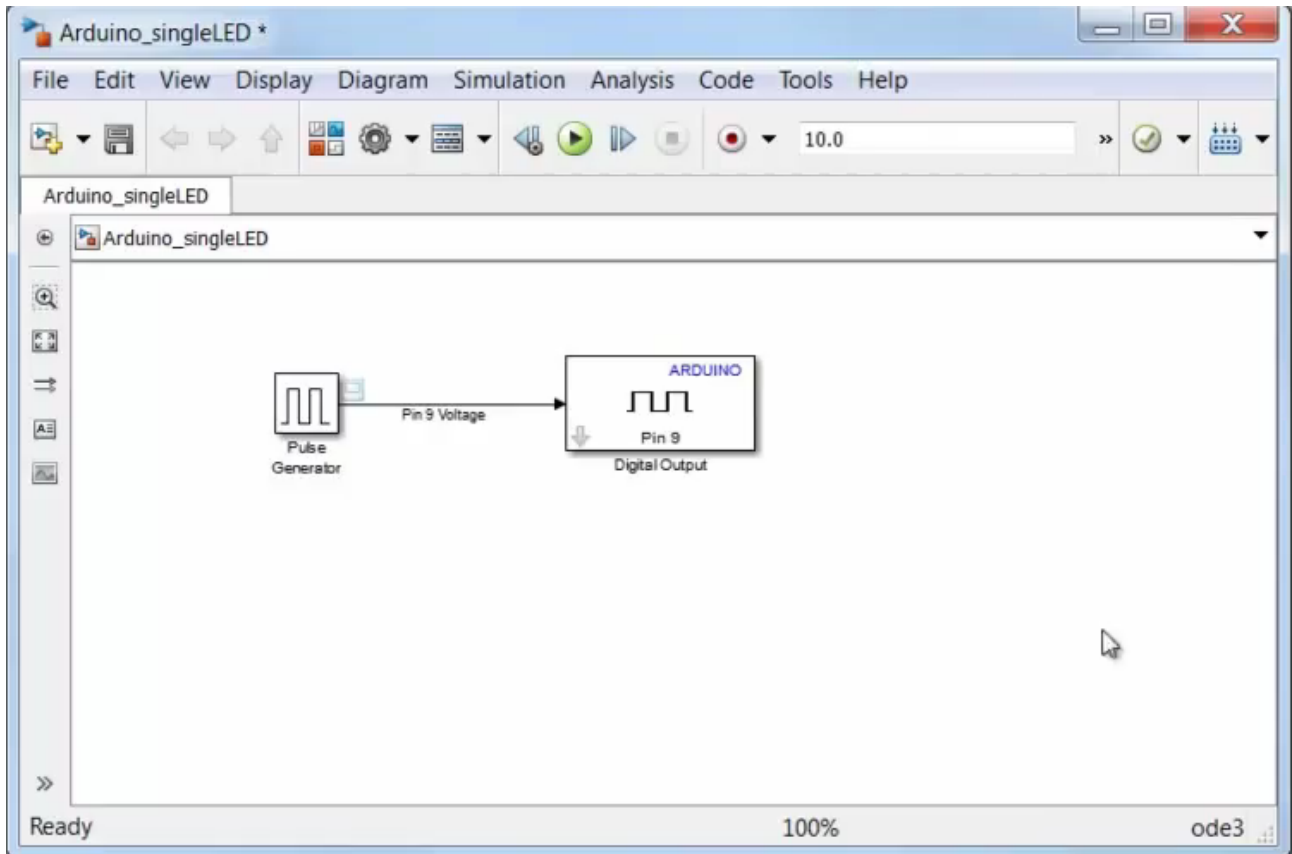 Arduino_singleLED *
X
File Edit View Display Diagram Simulation Analysis Code Tools Help
10.0 »
Arduino_singleLED
Arduino_singleLED
ARDUINO
Pin 9 Voltage
Pin 9
Pulse
Generator
Digital Output
»
Ready 100% ode3